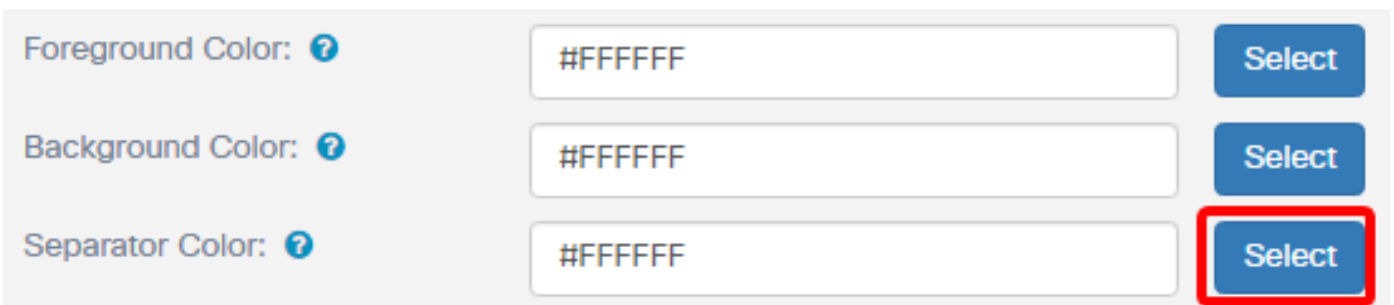 Foreground Color: ? #FFFFFF Select
Background Color: ? #FFFFFF Select
Separator Color: ? #FFFFFF Select